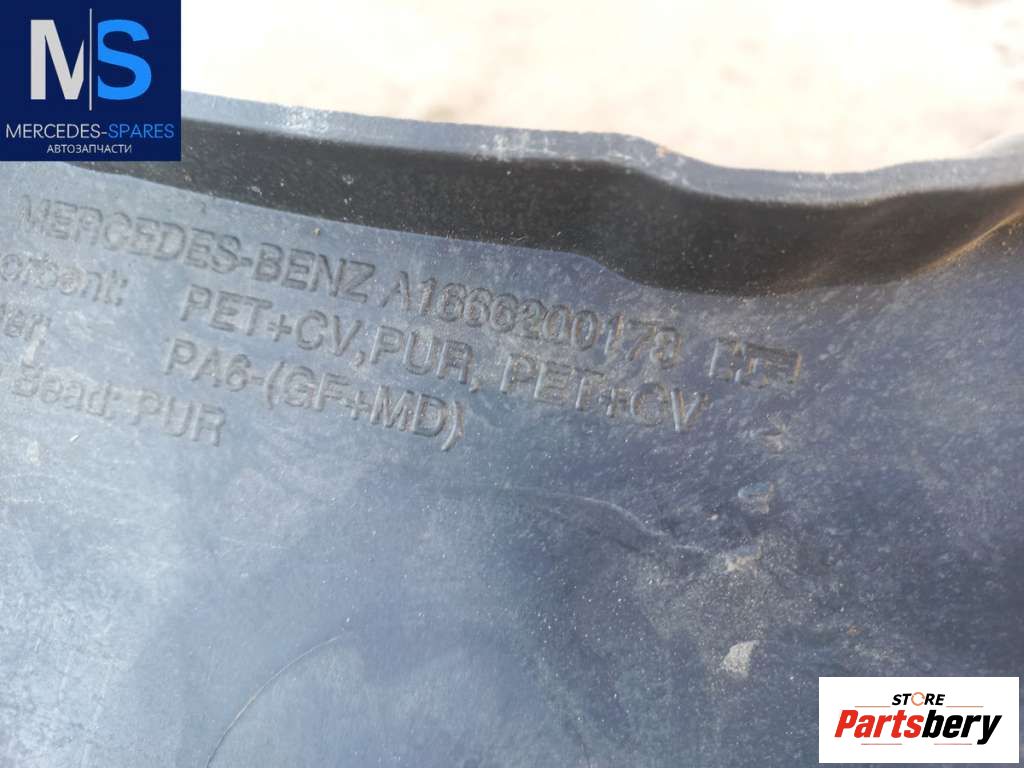 MS
MERCEDES-SPARES
АВТОЗАПЧАСТИ
MERCEDES-BENZ A1666200173
PET+CV, PUR, PET+CV
PA6-(GF+MD)
Bead: PUR
STORE
Partsbery